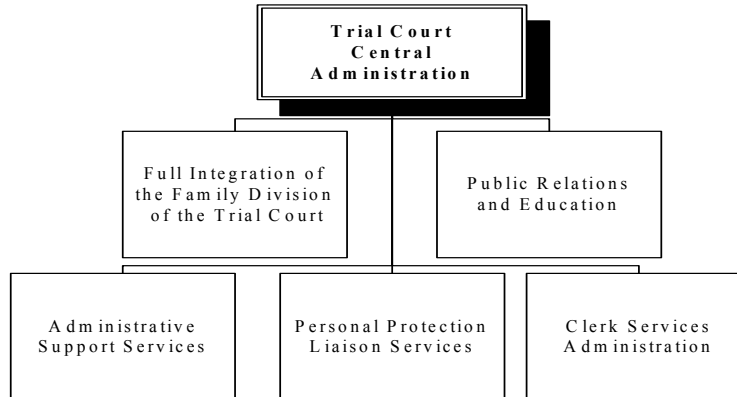 Trial Court
Central
Administration
Full Integration of
the Family Division
of the Trial Court
Public Relations
and Education
Administrative
Support Services
Personal Protection
Liaison Services
Clerk Services
Administration